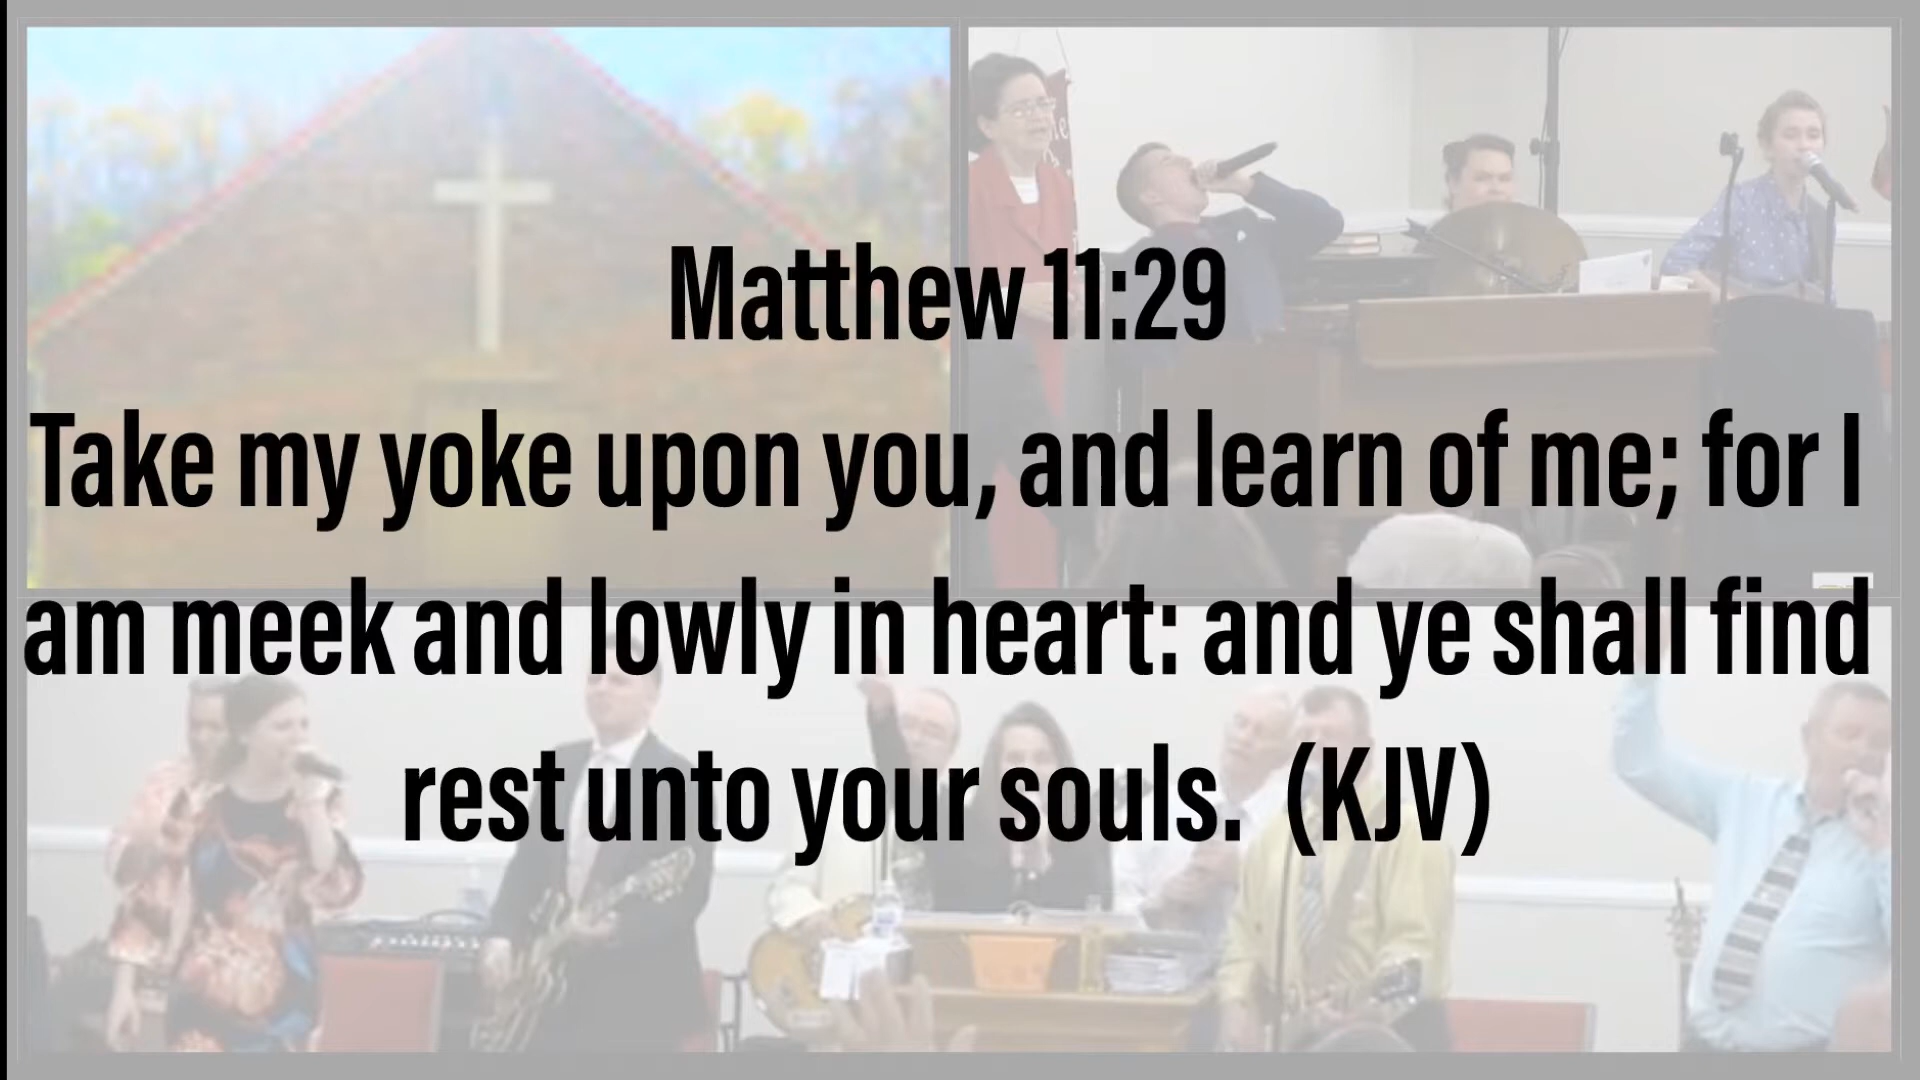 Matthew 11:29
Take my yoke upon you, and learn of me; for I
am meek and lowly in heart: and ye shall find
rest unto your souls.  (KJV)